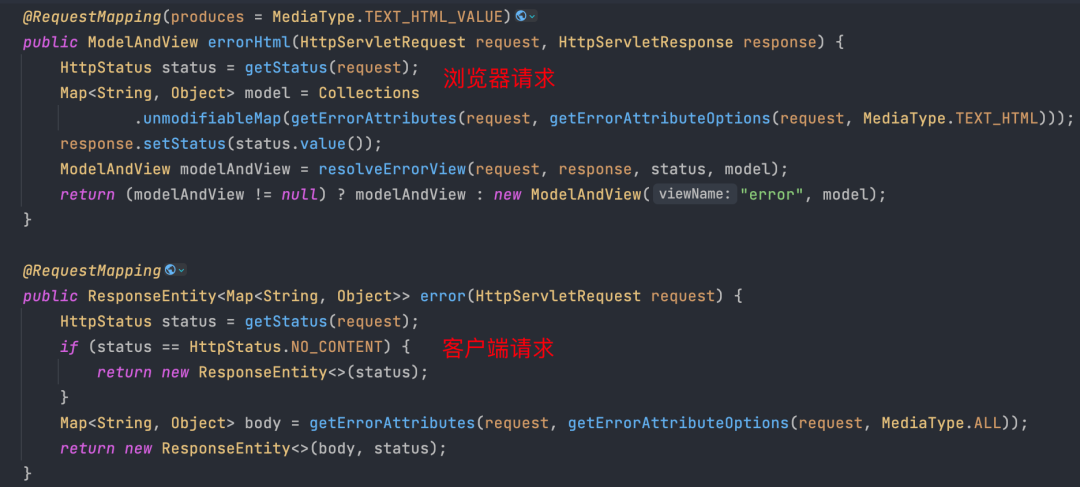 @RequestMapping(produces = MediaType.TEXT_HTML_VALUE)
public ModelAndView errorHtml(HttpServletRequest request, HttpServletResponse response) {
    HttpStatus status = getStatus(request);
浏览器请求
    Map<String, Object> model = Collections
            .unmodifiableMap(getErrorAttributes(request, getErrorAttributeOptions(request, MediaType.TEXT_HTML)));
    response.setStatus(status.value());
    ModelAndView modelAndView = resolveErrorView(request, response, status, model);
    return (modelAndView != null) ? modelAndView : new ModelAndView( viewName: "error", model);
}
@RequestMapping
public ResponseEntity<Map<String, Object>> error(HttpServletRequest request) {
    HttpStatus status = getStatus(request);
    if (status == HttpStatus.NO_CONTENT) {
客户端请求
        return new ResponseEntity<>(status);
    }
    Map<String, Object> body = getErrorAttributes(request, getErrorAttributeOptions(request, MediaType.ALL));
    return new ResponseEntity<>(body, status);
}